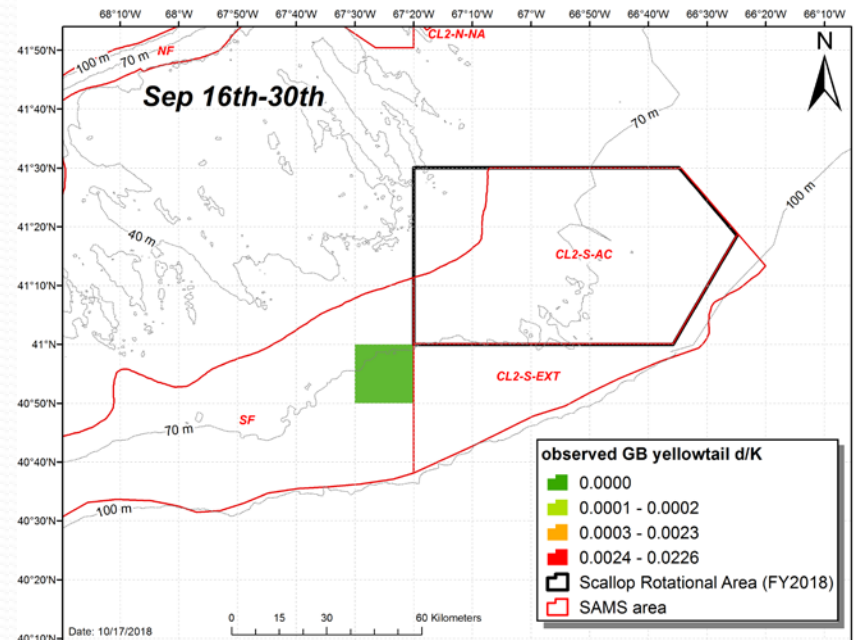 68°10'W 68°W 67°50'W 67°40'W 67°30'W 67°20'W 67°10'W 67°W 66°50'W 66°40'W 66°30'W 66°20'W 66°10'W
41°50'N
41°40'N
41°30'N
41°20'N
41°10'N
41°N
40°50'N
40°40'N
40°30'N
40°20'N
40°10'N
100 m
70 m
NF
CL2-N-NA
N
Sep 16th-30th
70 m
100 m
40 m
CL2-S-AC
CL2-S-EXT
SF
70 m
100 m
observed GB yellowtail d/K
0.0000
0.0001 - 0.0002
0.0003 - 0.0023
0.0024 - 0.0226
Scallop Rotational Area (FY2018)
SAMS area
Date: 10/17/2018
0 15 30 60 Kilometers